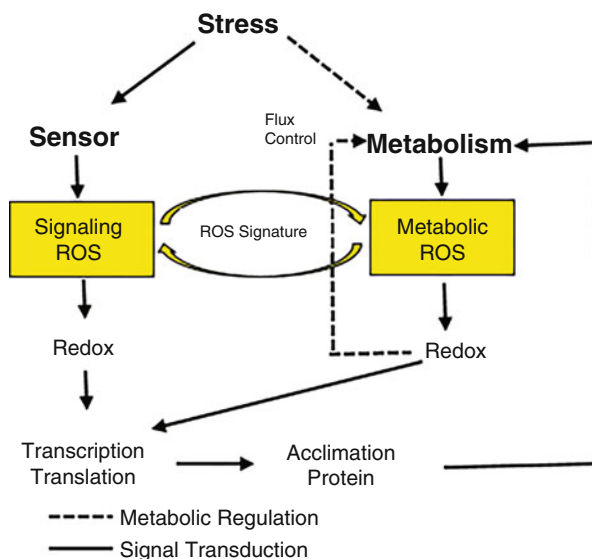 Stress
Flux
Control
Sensor
Metabolism
Signaling
ROS
ROS Signature
Metabolic
ROS
Redox
Redox
Transcription
Translation
Acclimation
Protein
Metabolic Regulation
Signal Transduction